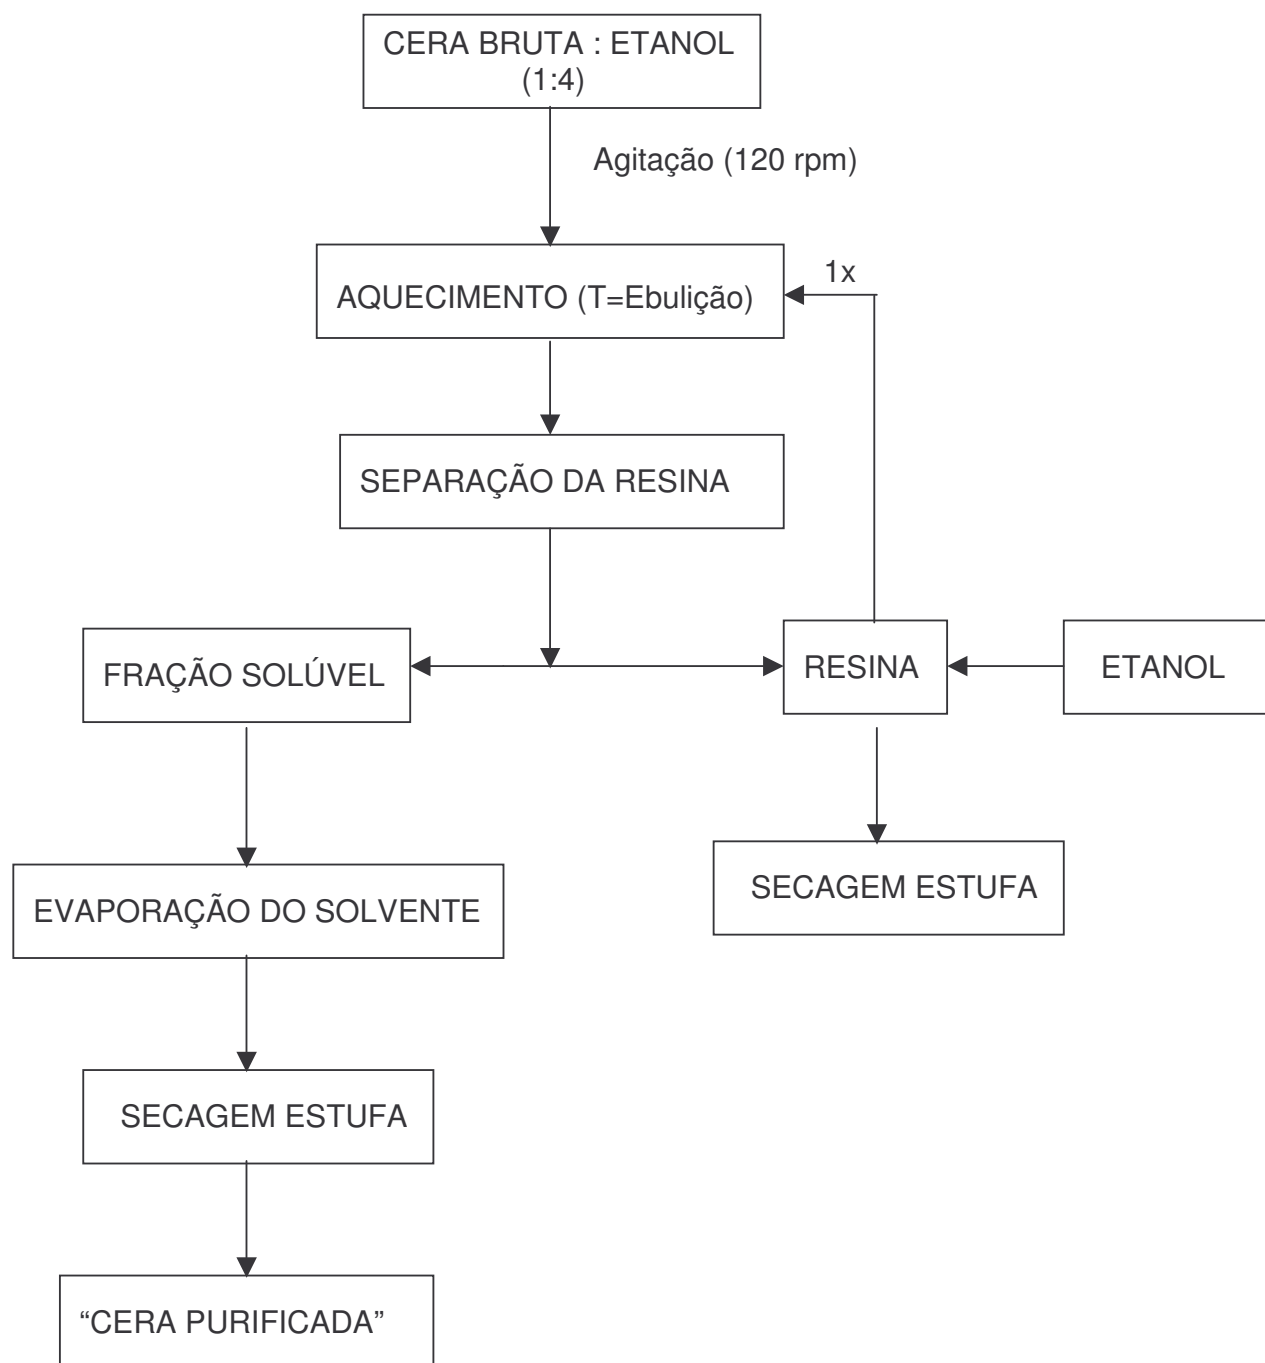 CERA BRUTA : ETANOL
(1:4)
Agitação (120 rpm)
1x
AQUECIMENTO (T=Ebulição)
SEPARAÇÃO DA RESINA
FRAÇÃO SOLÚVEL
RESINA
ETANOL
SECAGEM ESTUFA
EVAPORAÇÃO DO SOLVENTE
SECAGEM ESTUFA
“CERA PURIFICADA”